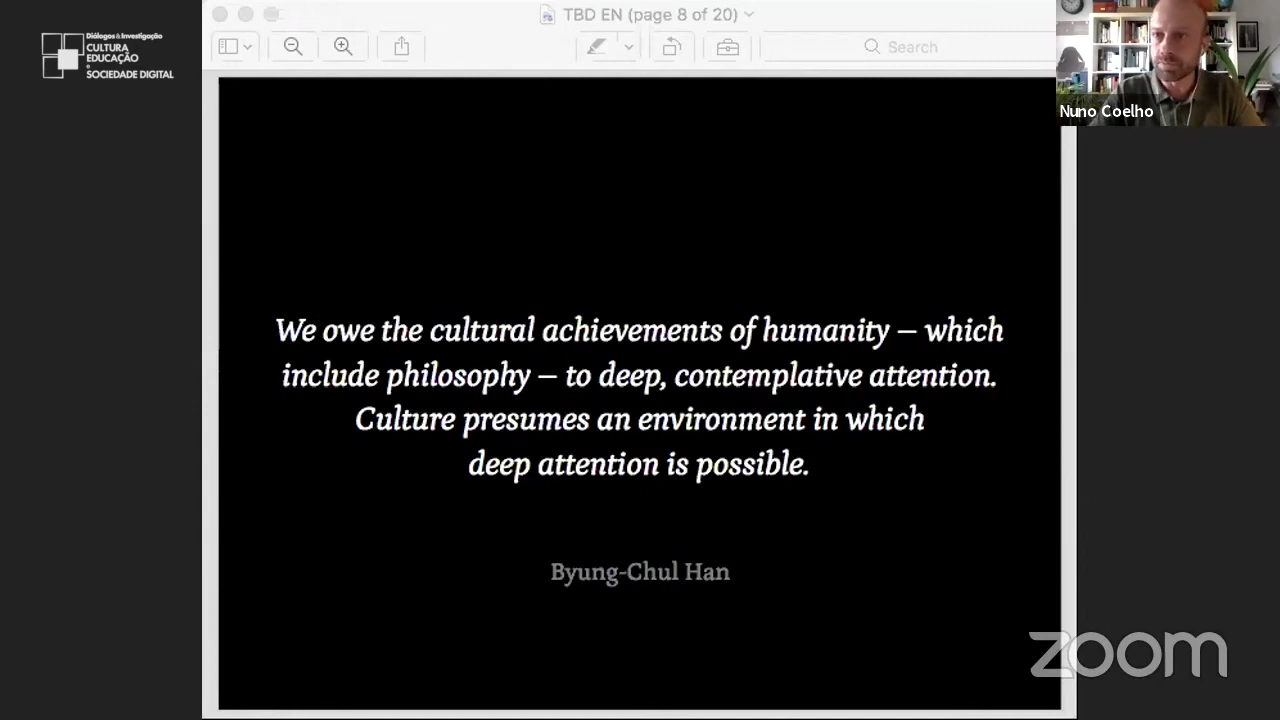 Diálogos & Investigação
CULTURA
EDUCAÇÃO
e
SOCIEDADE DIGITAL
TBD EN (page 8 of 20)
Search
Nuno Coelho
We owe the cultural achievements of humanity – which
include philosophy – to deep, contemplative attention.
Culture presumes an environment in which
deep attention is possible.
Byung-Chul Han
zoom